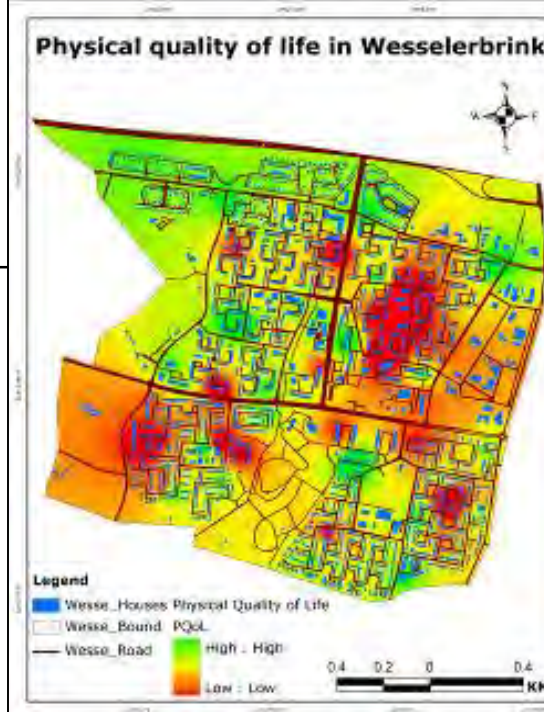 Physical quality of life in Wesselerbrink
N
W E
S
Legend
Wesse_Houses Physical Quality of Life
Wesse_Bound PQoL
Wesse_Road High : High
Low : Low
0.4 0.2 0 0.4
KM